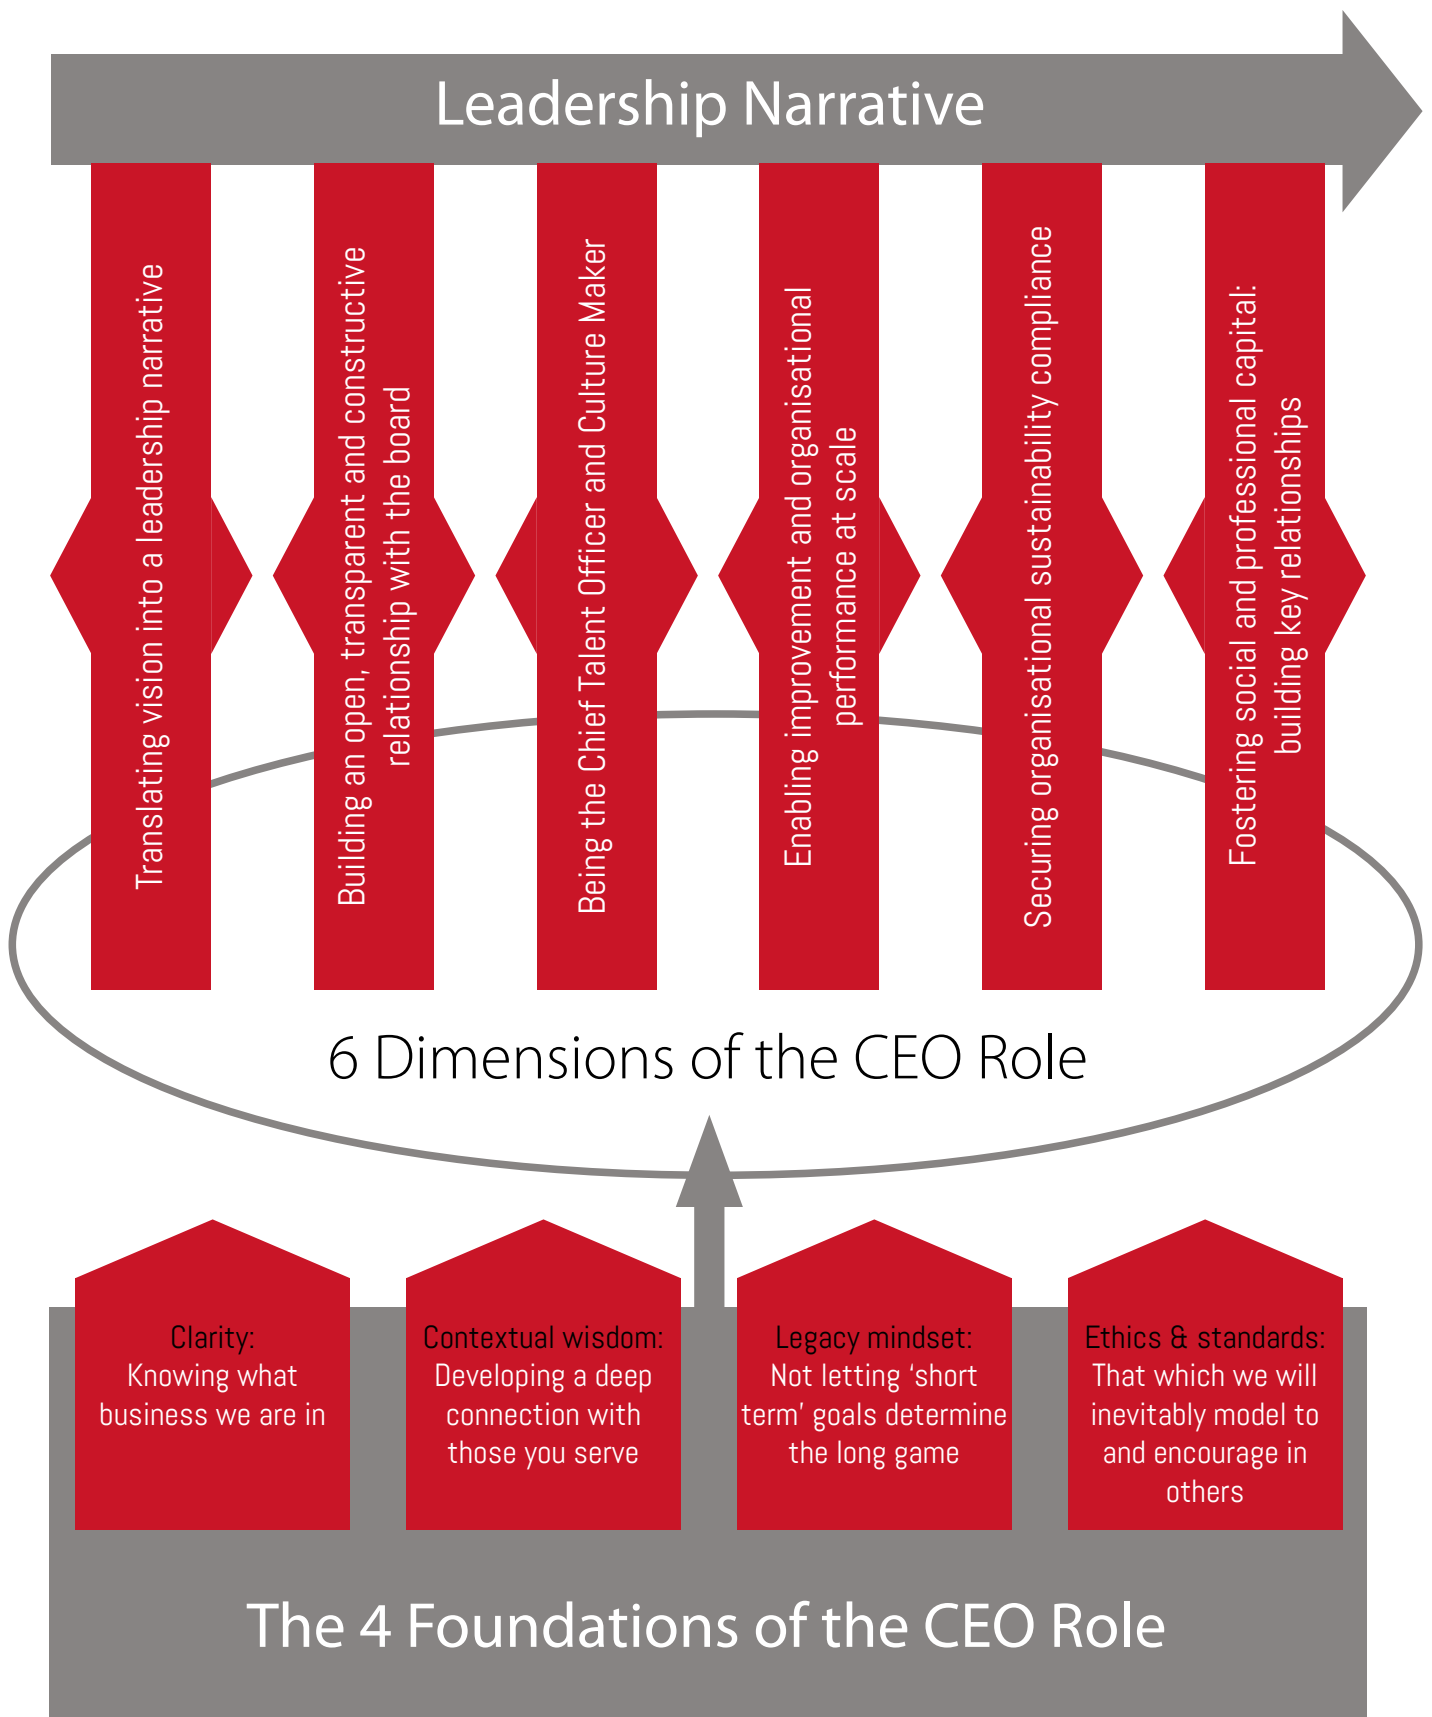 Leadership Narrative
Translating vision into a leadership narrative
Building an open, transparent and constructive
relationship with the board
Being the Chief Talent Officer and Culture Maker
Enabling improvement and organisational
performance at scale
Securing organisational sustainability compliance
Fostering social and professional capital:
building key relationships
6 Dimensions of the CEO Role
Clarity:
Knowing what
business we are in
Contextual wisdom:
Developing a deep
connection with
those you serve
Legacy mindset:
Not letting ‘short
term’ goals determine
the long game
Ethics & standards:
That which we will
inevitably model to
and encourage in
others
The 4 Foundations of the CEO Role